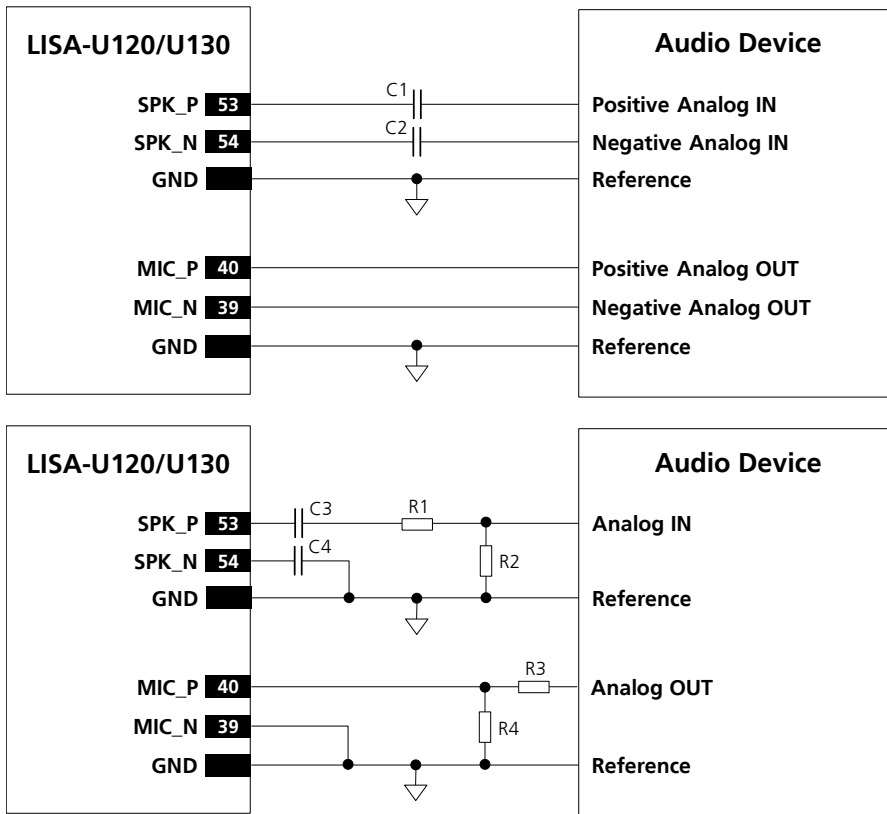 LISA-U120/U130
Audio Device
SPK_P 53
C1
Positive Analog IN
SPK_N 54
C2
Negative Analog IN
GND
Reference
MIC_P 40
Positive Analog OUT
MIC_N 39
Negative Analog OUT
GND
Reference
LISA-U120/U130
Audio Device
SPK_P 53
C3
R1
Analog IN
SPK_N 54
C4
R2
GND
Reference
R3
MIC_P 40
Analog OUT
MIC_N 39
R4
GND
Reference